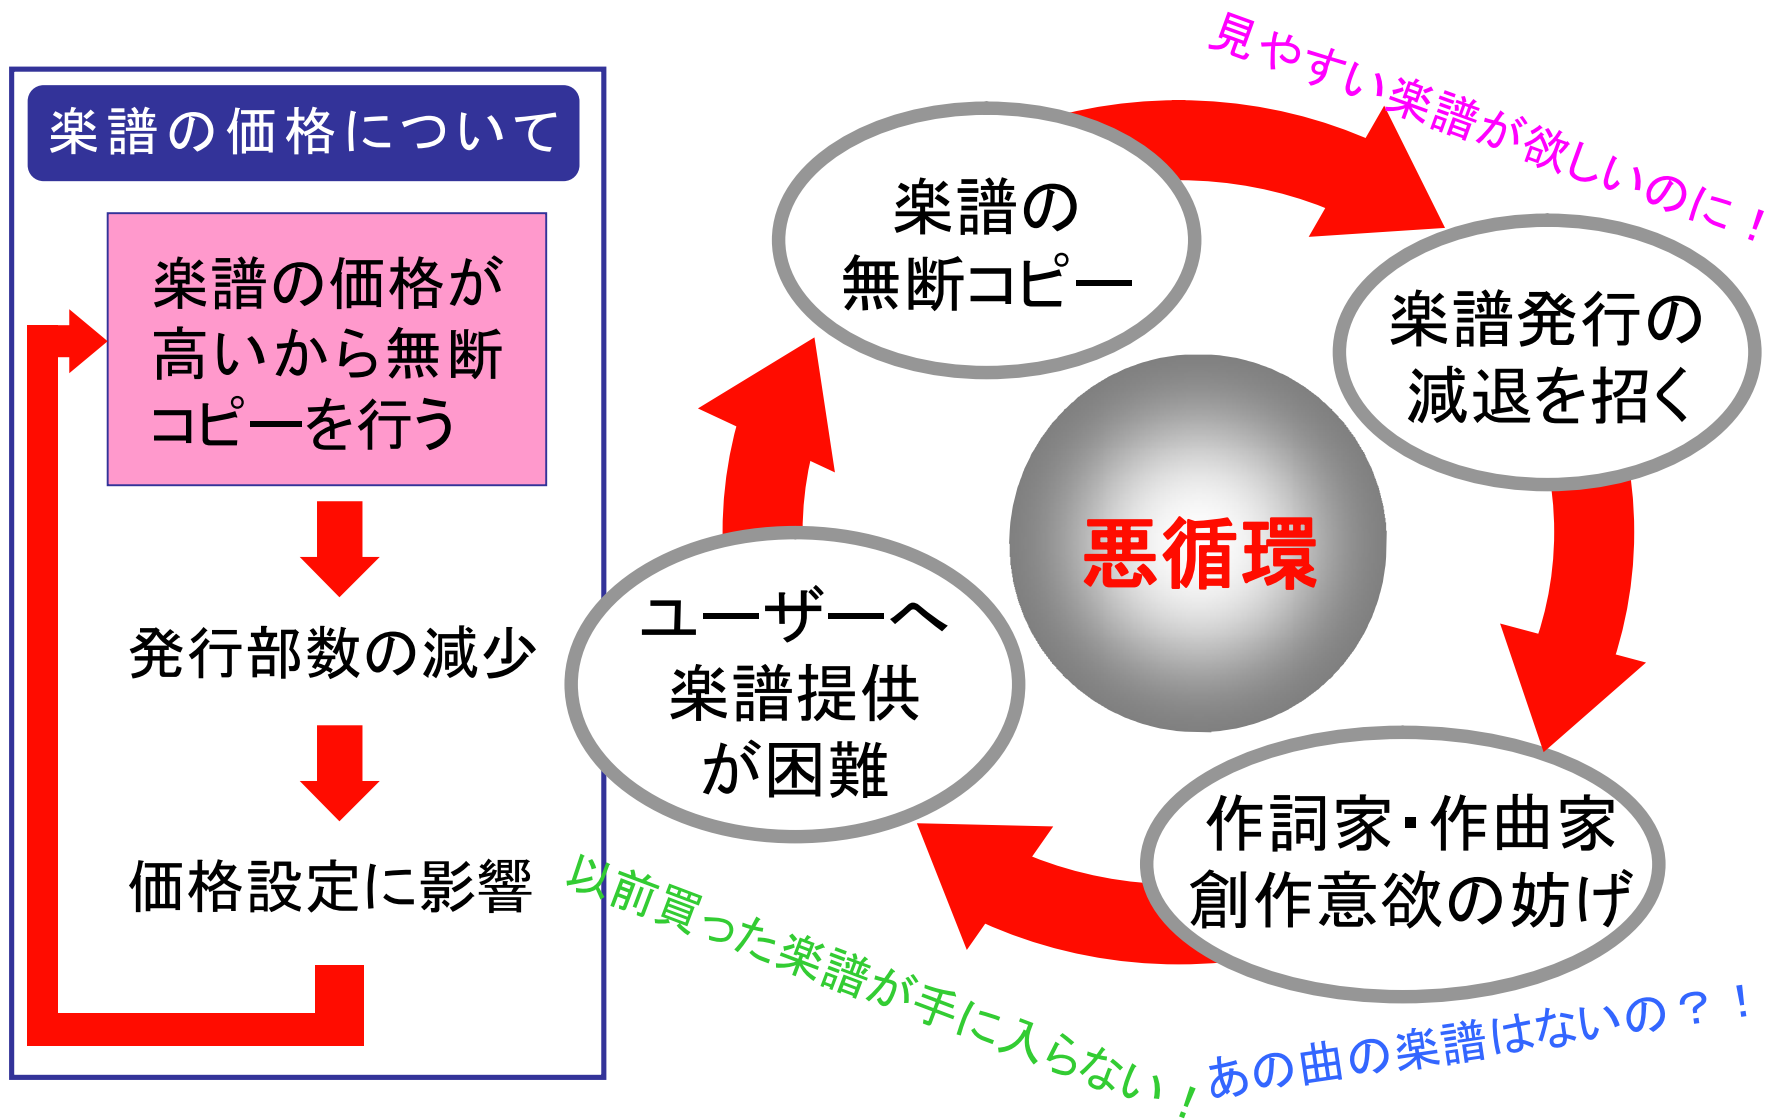 楽譜の価格について
楽譜の価格が
高いから無断
コピーを行う
発行部数の減少
価格設定に影響
見やすい楽譜が欲しいのに！
楽譜の
無断コピー
楽譜発行の
減退を招く
悪循環
ユーザーへ
楽譜提供
が困難
作詞家・作曲家
創作意欲の妨げ
以前買った楽譜が手に入らない！
あの曲の楽譜はないの？！